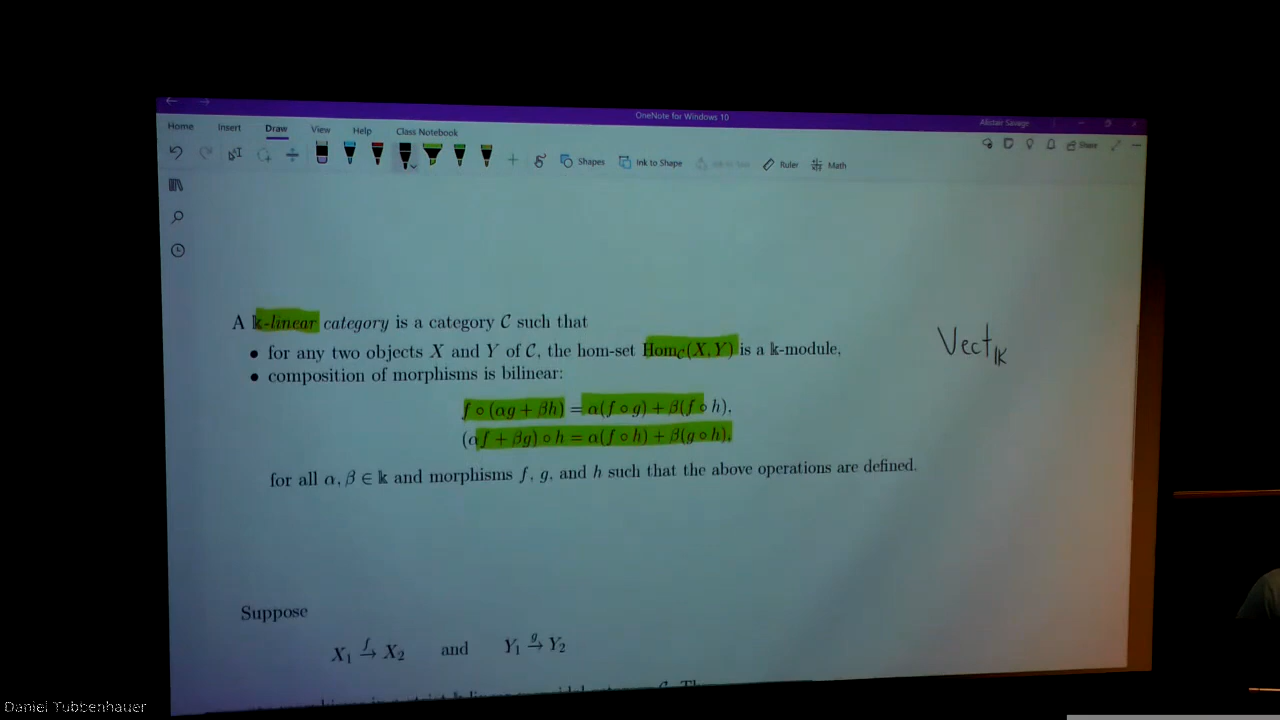 OneNote for Windows 10
Alistair Savage
Home Insert Draw View Help Class Notebook
Shapes Ink to Shape Ruler Math
Share
A 𝕜-linear category is a category 𝒞 such that
• for any two objects X and Y of 𝒞, the hom-set Hom𝒞(X, Y) is a 𝕜-module,
Vect𝕜
• composition of morphisms is bilinear:
f ∘ (αg + βh) = α(f ∘ g) + β(f ∘ h),
(αf + βg) ∘ h = α(f ∘ h) + β(g ∘ h),
for all α, β ∈ 𝕜 and morphisms f, g, and h such that the above operations are defined.
Suppose
X₁ →f X₂ and Y₁ →g Y₂
Daniel Tubbenhauer